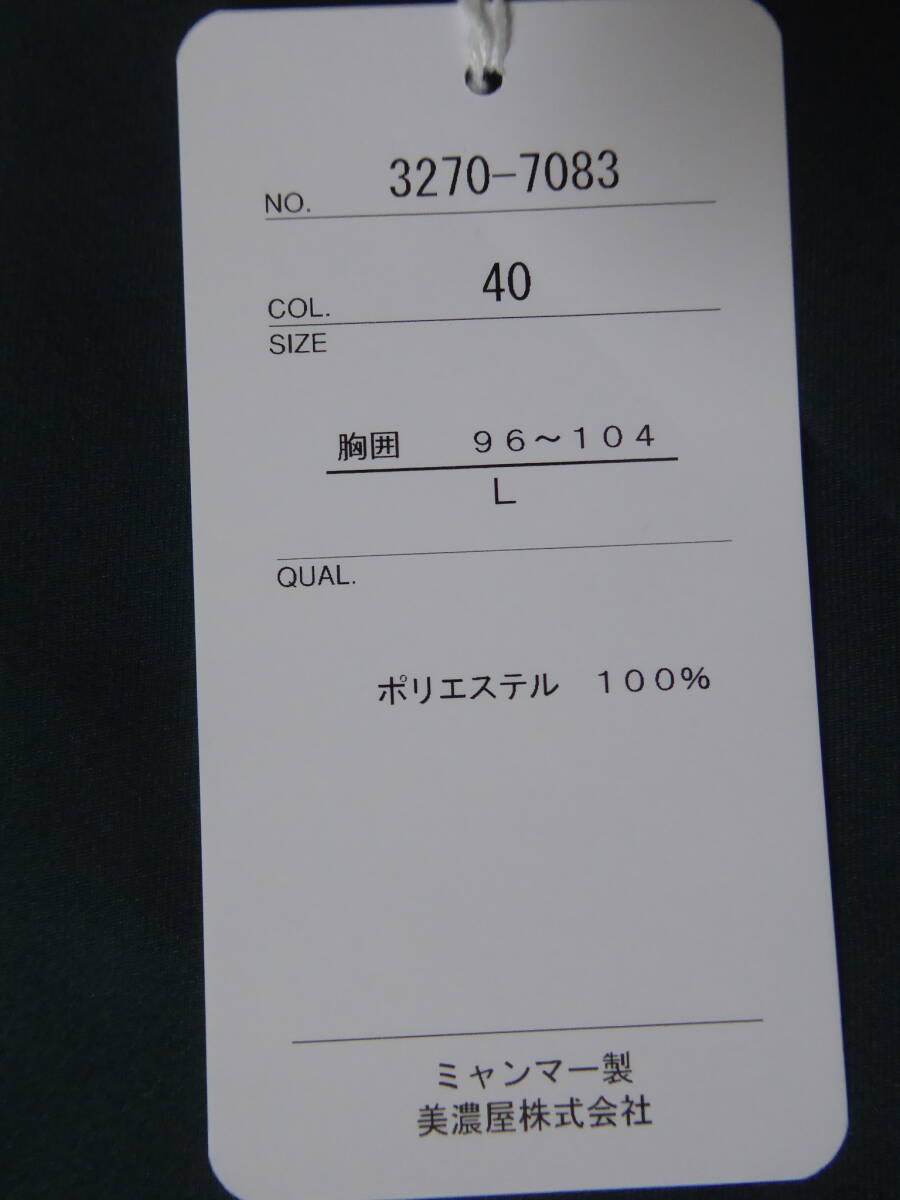 NO. 3270-7083
COL. 40
SIZE
胸囲 96～104
L
QUAL.
ポリエステル 100%
ミャンマー製
美濃屋株式会社